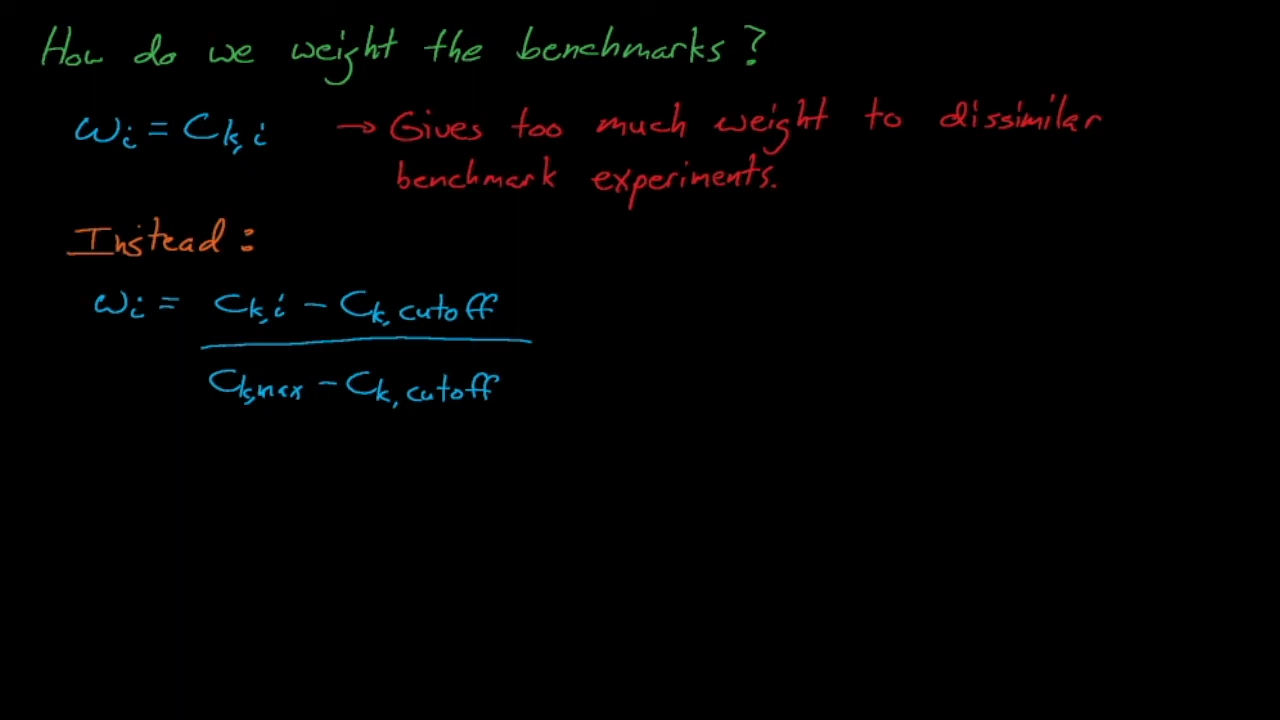 How do we weight the benchmarks?
ωi = Ck,i → Gives too much weight to dissimilar
benchmark experiments.
Instead:
ωi = Ck,i - Ck,cutoff
Ck,max - Ck,cutoff